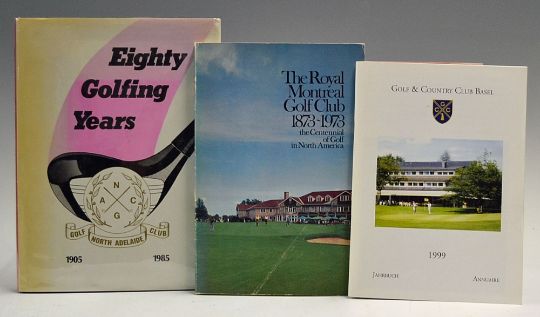 Eighty
Golfing
Years
N
A C
G
GOLF CLUB
NORTH ADELAIDE
1905 1985
The Royal
Montreal
Golf Club
1873-1973
the Centennial
of Golf
in North America
GOLF & COUNTRY CLUB BASEL
1999
JAHRBUCH ANNUAIRE